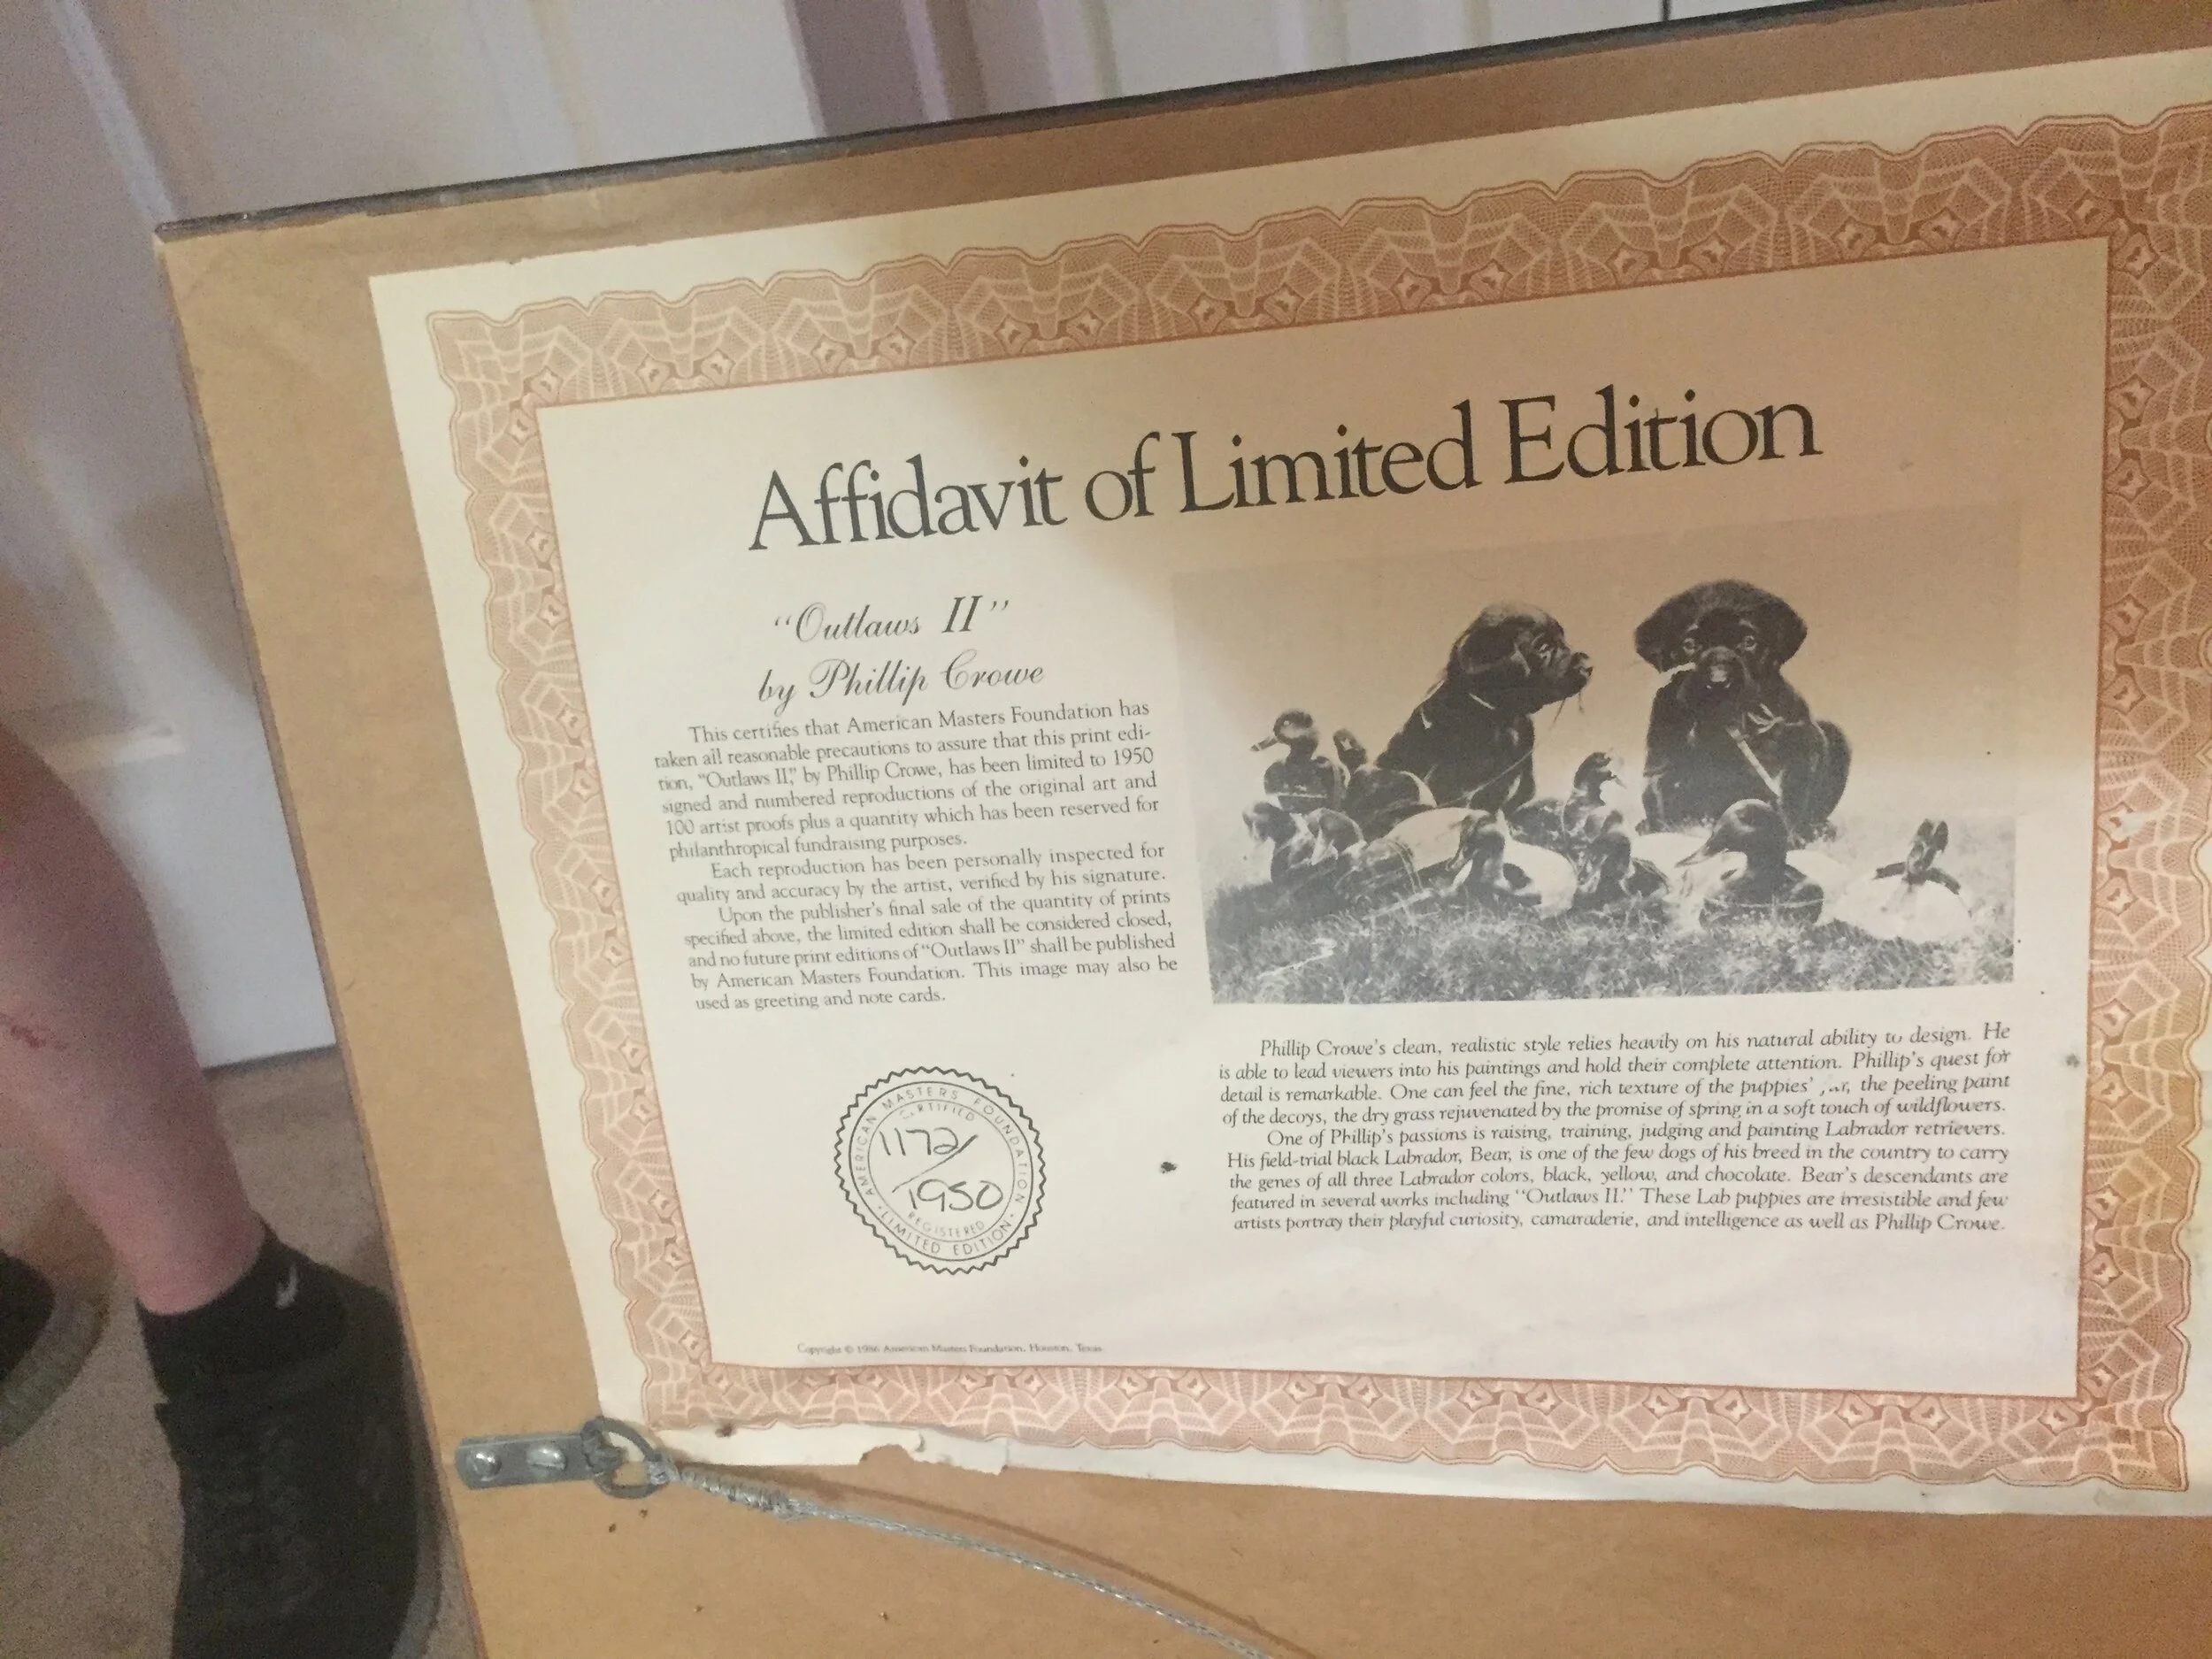 Affidavit of Limited Edition
“Outlaws II”
by Phillip Crowe
This certifies that American Masters Foundation has
taken all reasonable precautions to assure that this print edi-
tion, “Outlaws II,” by Phillip Crowe, has been limited to 1950
signed and numbered reproductions of the original art and
100 artist proofs plus a quantity which has been reserved for
philanthropical fundraising purposes.
Each reproduction has been personally inspected for
quality and accuracy by the artist, verified by his signature.
Upon the publisher's final sale of the quantity of prints
specified above, the limited edition shall be considered closed,
and no future print editions of “Outlaws II” shall be published
by American Masters Foundation. This image may also be
used as greeting and note cards.
AMERICAN MASTERS FOUNDATION
CERTIFIED
1172/
1950
REGISTERED
· LIMITED EDITION ·
Copyright © 1986 American Masters Foundation, Houston, Texas
Phillip Crowe's clean, realistic style relies heavily on his natural ability to design. He
is able to lead viewers into his paintings and hold their complete attention. Phillip's quest for
detail is remarkable. One can feel the fine, rich texture of the puppies' the peeling paint
of the decoys, the dry grass rejuvenated by the promise of spring in a soft touch of wildflowers.
One of Phillip's passions is raising, training, judging and painting Labrador retrievers.
His field-trial black Labrador, Bear, is one of the few dogs of his breed in the country to carry
the genes of all three Labrador colors, black, yellow, and chocolate. Bear's descendants are
featured in several works including “Outlaws II.” These Lab puppies are irresistible and few
artists portray their playful curiosity, camaraderie, and intelligence as well as Phillip Crowe.